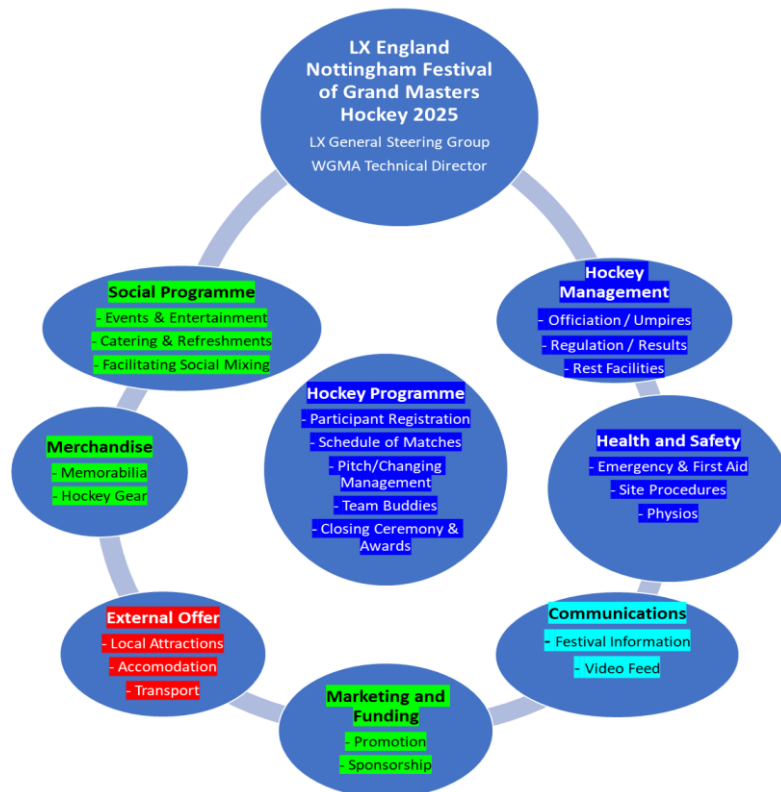 LX England
Nottingham Festival
of Grand Masters
Hockey 2025
LX General Steering Group
WGMA Technical Director
Social Programme
- Events & Entertainment
- Catering & Refreshments
- Facilitating Social Mixing
Hockey
Management
- Officiation / Umpires
- Regulation / Results
- Rest Facilities
Hockey Programme
- Participant Registration
- Schedule of Matches
- Pitch/Changing
Management
- Team Buddies
- Closing Ceremony &
Awards
Merchandise
- Memorabilia
- Hockey Gear
Health and Safety
- Emergency & First Aid
- Site Procedures
- Physios
External Offer
- Local Attractions
- Accomodation
- Transport
Communications
- Festival Information
- Video Feed
Marketing and
Funding
- Promotion
- Sponsorship